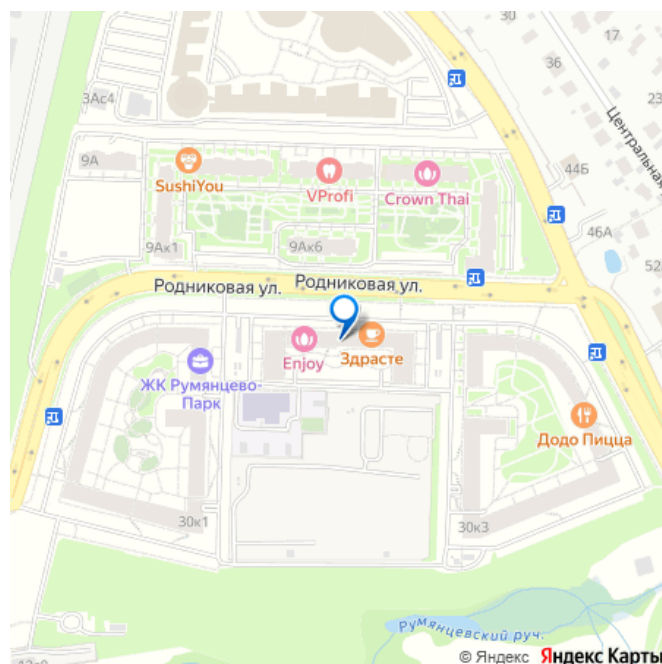 30
17
36
23
3Ас4
Центральная
44Б
9А
SushiYou
VProfi
Crown Thai
46А
9Ак1
9Ак6
52
Родниковая ул.
Родниковая ул.
Enjoy
Здрасте
ЖК Румянцево-
Парк
Додо Пицца
30к1
30к3
Румянцевский руч.
© Яндекс Яндекс Карты